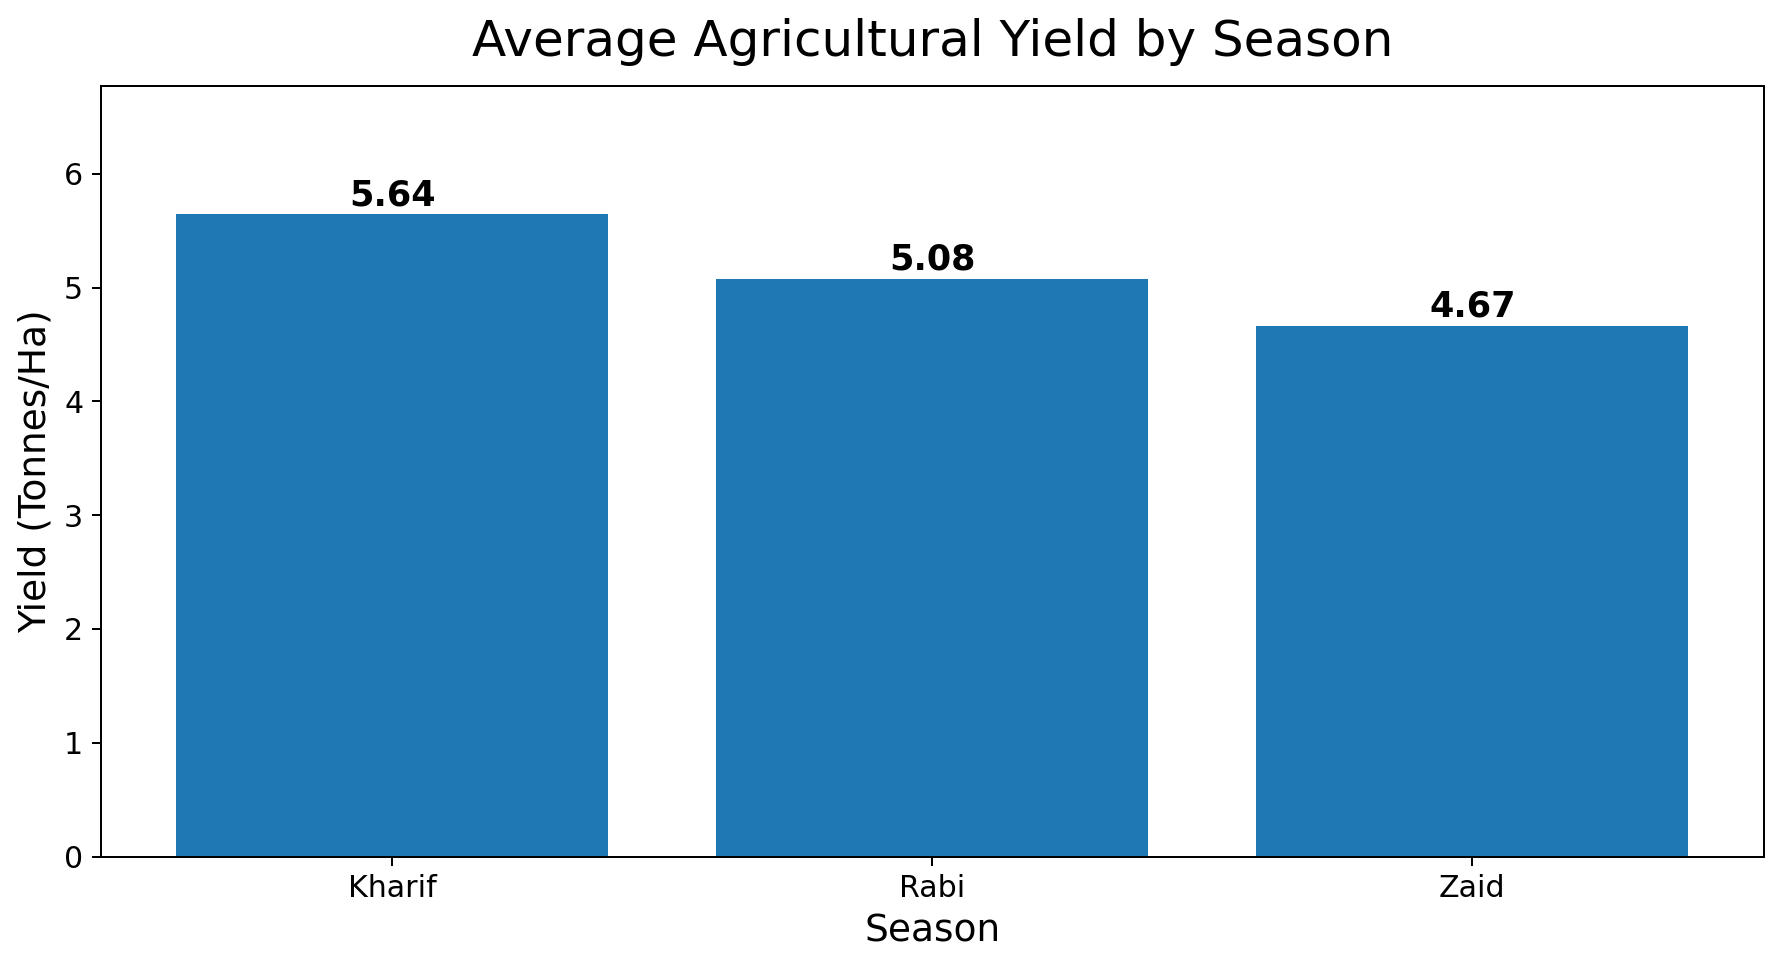 Average Agricultural Yield by Season
Yield (Tonnes/Ha)
6
5
4
3
2
1
0
5.64
5.08
4.67
Kharif
Rabi
Zaid
Season